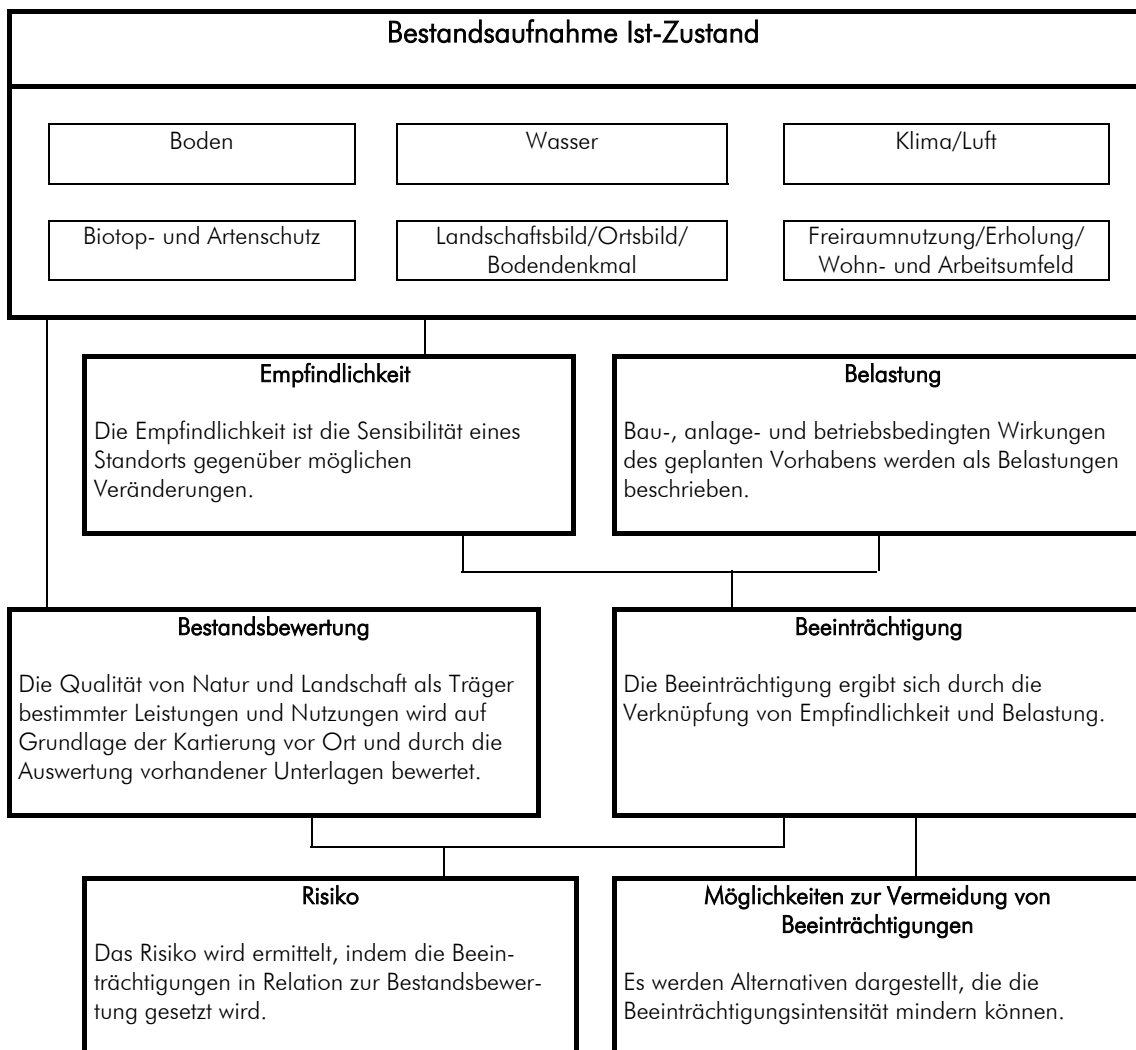 Bestandsaufnahme Ist-Zustand
Boden
Wasser
Klima/Luft
Biotop- und Artenschutz
Landschaftsbild/Ortsbild/
Bodendenkmal
Freiraumnutzung/Erholung/
Wohn- und Arbeitsumfeld
Empfindlichkeit
Die Empfindlichkeit ist die Sensibilität eines
Standorts gegenüber möglichen
Veränderungen.
Belastung
Bau-, anlage- und betriebsbedingten Wirkungen
des geplanten Vorhabens werden als Belastungen
beschrieben.
Bestandsbewertung
Die Qualität von Natur und Landschaft als Träger
bestimmter Leistungen und Nutzungen wird auf
Grundlage der Kartierung vor Ort und durch die
Auswertung vorhandener Unterlagen bewertet.
Beeinträchtigung
Die Beeinträchtigung ergibt sich durch die
Verknüpfung von Empfindlichkeit und Belastung.
Risiko
Das Risiko wird ermittelt, indem die Beein-
trächtigungen in Relation zur Bestandsbewer-
tung gesetzt wird.
Möglichkeiten zur Vermeidung von
Beeinträchtigungen
Es werden Alternativen dargestellt, die die
Beeinträchtigungsintensität mindern können.